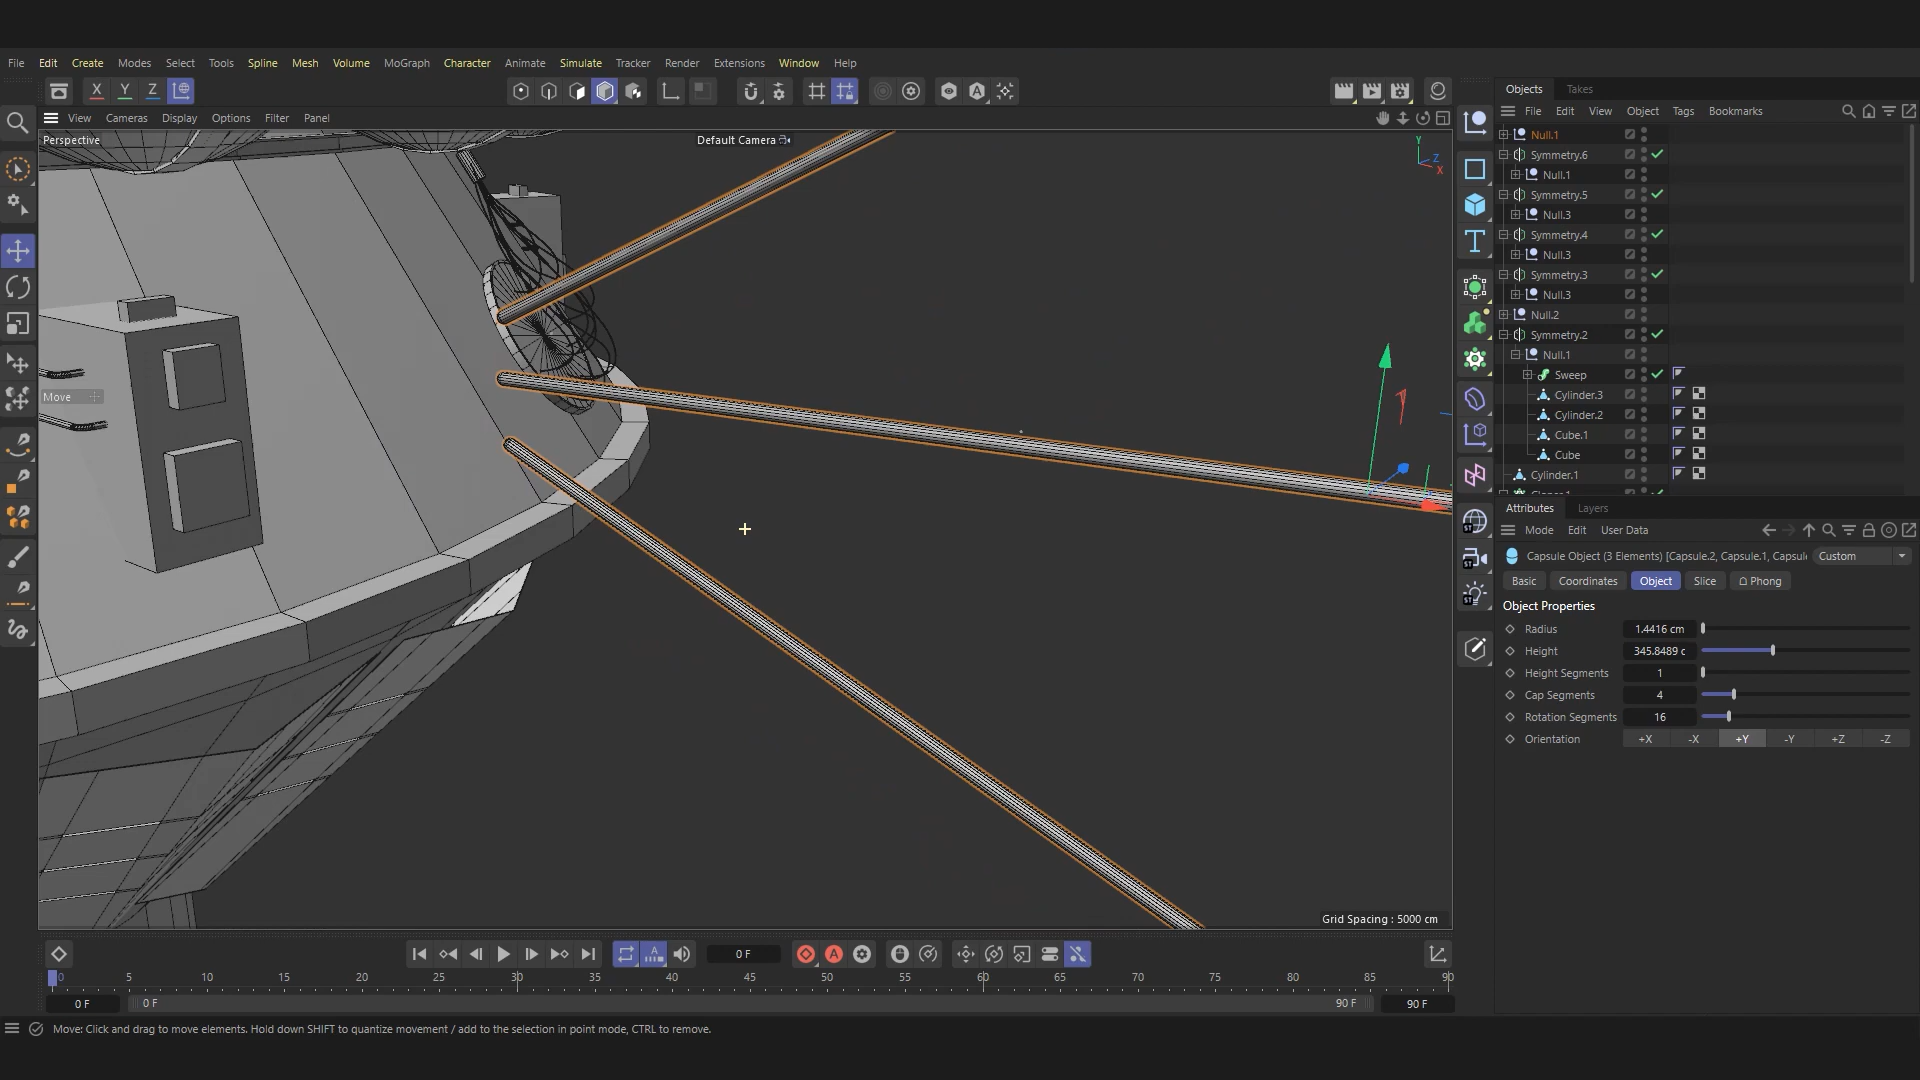 File Edit Create Modes Select Tools Spline Mesh Volume MoGraph Character Simulate Tracker Render Animate Extensions Window Help
X Y Z
View Cameras Display Options Filter Panel
Perspective
Default Camera
Y
Z
X
Move
Grid Spacing : 5000 cm
Objects Takes
File Edit View Object Tags Bookmarks
Null.1
Symmetry.6
Null.1
Symmetry.5
Null.3
Symmetry.4
Null.3
Symmetry.3
Null.3
Null.2
Symmetry.2
Null.1
Sweep
Cylinder.3
Cylinder.2
Cube.1
Cube
Cylinder.1
Attributes Layers
Mode Edit User Data
Capsule Object (3 Elements) [Capsule.2, Capsule.1, Capsul Custom
Basic Coordinates Object Slice Phong
Object Properties
Radius 1.4416 cm
Height 345.8489 c
Height Segments 1
Cap Segments 4
Rotation Segments 16
Orientation +X -X +Y -Y +Z -Z
0 F
0 5 10 15 20 25 30 35 40 45 50 55 60 65 70 75 80 85 90
0 F 0 F 90 F 90 F
Move: Click and drag to move elements. Hold down SHIFT to quantize movement / add to the selection in point mode, CTRL to remove.